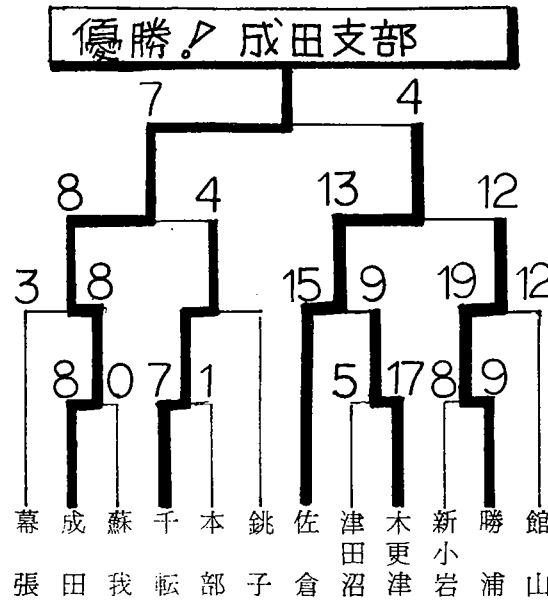 優勝! 成田支部
7 4
8 4 13 12
3 8 15 9 19 12
8 0 7 1 5 17 8 9
幕張 成田 蘇我 千転 本部 銚子 佐倉 津田沼 木更津 新小岩 勝浦 館山